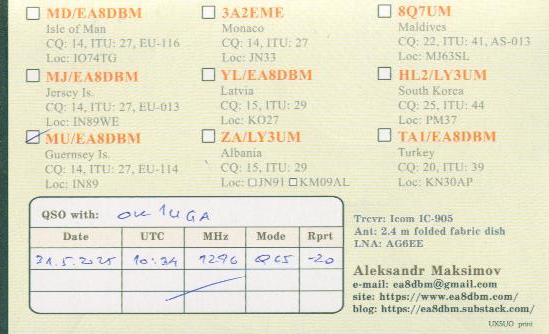 MD/EA8DBM
Isle of Man
CQ: 14, ITU: 27, EU-116
Loc: IO74TG
3A2EME
Monaco
CQ: 14, ITU: 27
Loc: JN33
8Q7UM
Maldives
CQ: 22, ITU: 41, AS-013
Loc: MJ63SL
MJ/EA8DBM
Jersey Is.
CQ: 14, ITU: 27, EU-013
Loc: IN89WE
YL/EA8DBM
Latvia
CQ: 15, ITU: 29
Loc: KO27
HL2/LY3UM
South Korea
CQ: 25, ITU: 44
Loc: PM37
MU/EA8DBM
Guernsey Is.
CQ: 14, ITU: 27, EU-114
Loc: IN89
ZA/LY3UM
Albania
CQ: 15, ITU: 29
Loc: ☐JN91 ☐KM09AL
TA1/EA8DBM
Turkey
CQ: 20, ITU: 39
Loc: KN30AP
QSO with: OK1UGA
Date UTC MHz Mode Rprt
31.5.2025 10:34 1296 Q65 -20
Trcvr: Icom IC-905
Ant: 2.4 m folded fabric dish
LNA: AG6EE
Aleksandr Maksimov
e-mail: ea8dbm@gmail.com
site: https://www.ea8dbm.com/
blog: https://ea8dbm.substack.com/
UX5UO print